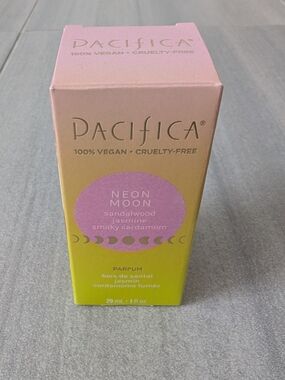 PACIFICA®
100% VEGAN • CRUELTY-FREE
PACIFICA®
100% VEGAN • CRUELTY-FREE
NEON
MOON
sandalwood
jasmine
smoky cardamom
PARFUM
bois de santal
jasmin
cardamome fumée
29 mL • 1 fl oz